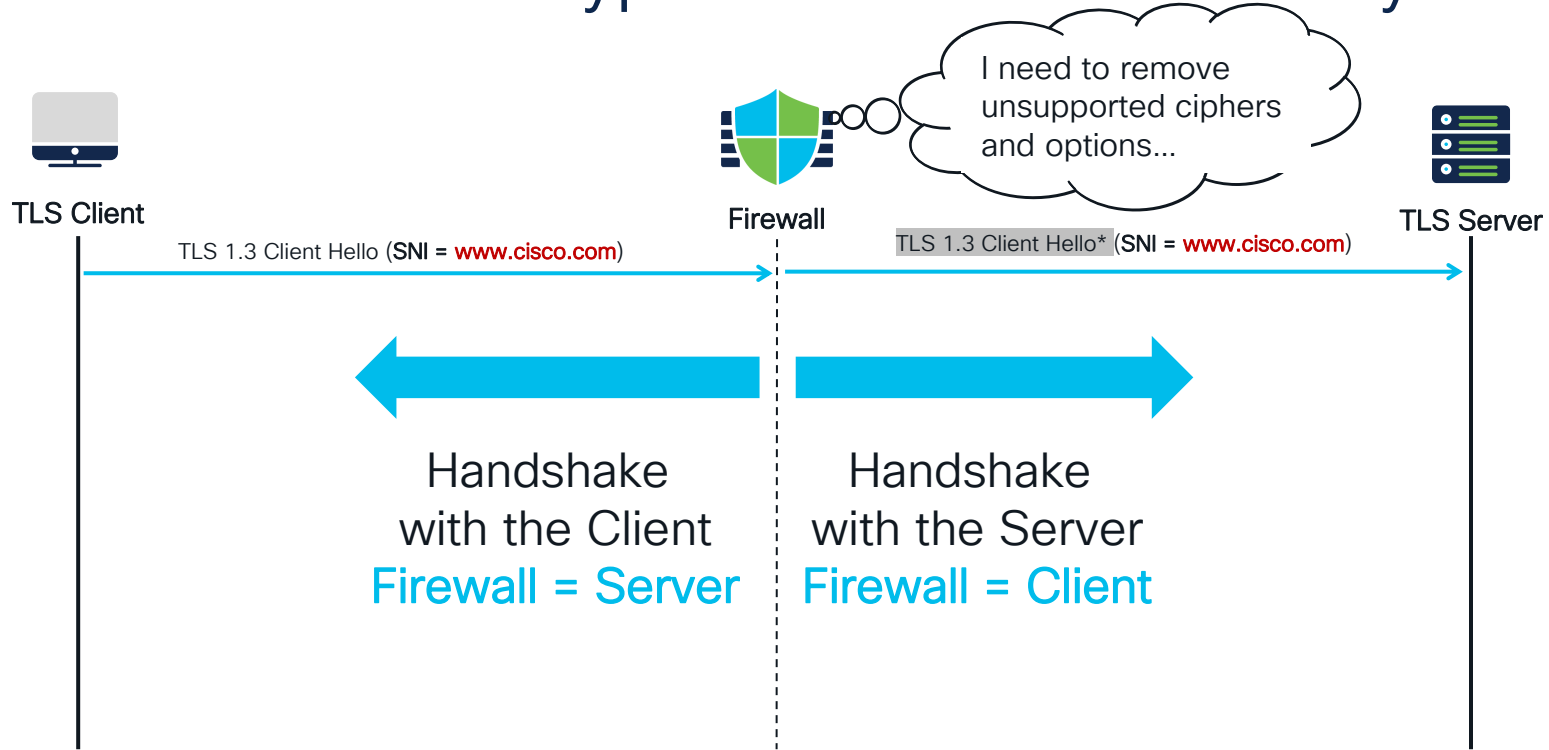 I need to remove
unsupported ciphers
and options...
TLS Client
Firewall
TLS Server
TLS 1.3 Client Hello (SNI = www.cisco.com)
TLS 1.3 Client Hello* (SNI = www.cisco.com)
Handshake
with the Client
Firewall = Server
Handshake
with the Server
Firewall = Client